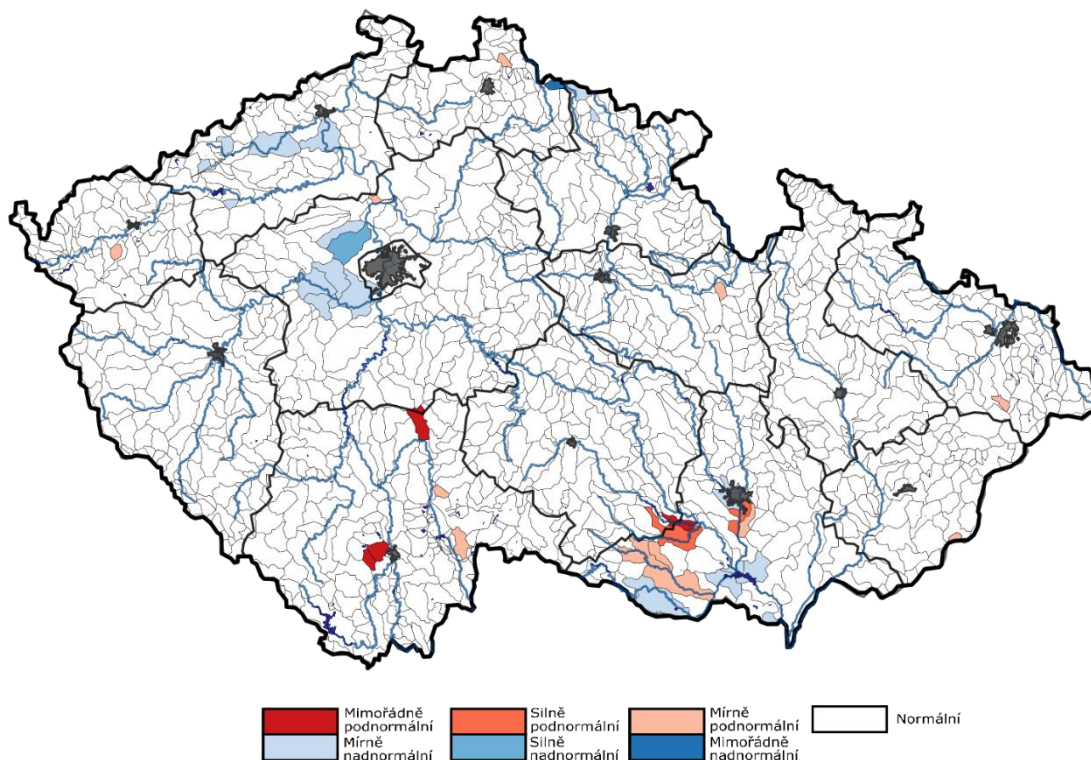 Mimořádně
podnormální
Silně
podnormální
Mírně
podnormální
Normální
Mírně
nadnormální
Silně
nadnormální
Mimořádně
nadnormální